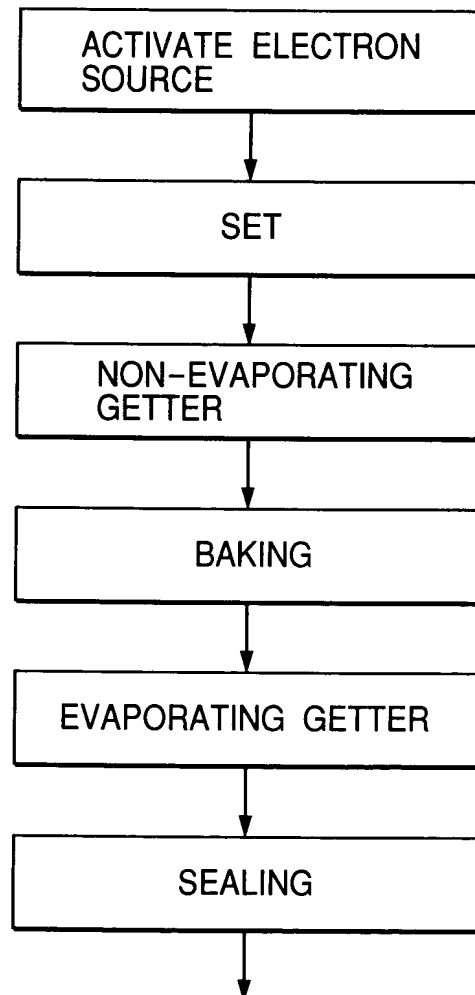 ACTIVATE ELECTRON
SOURCE
SET
NON-EVAPORATING
GETTER
BAKING
EVAPORATING GETTER
SEALING